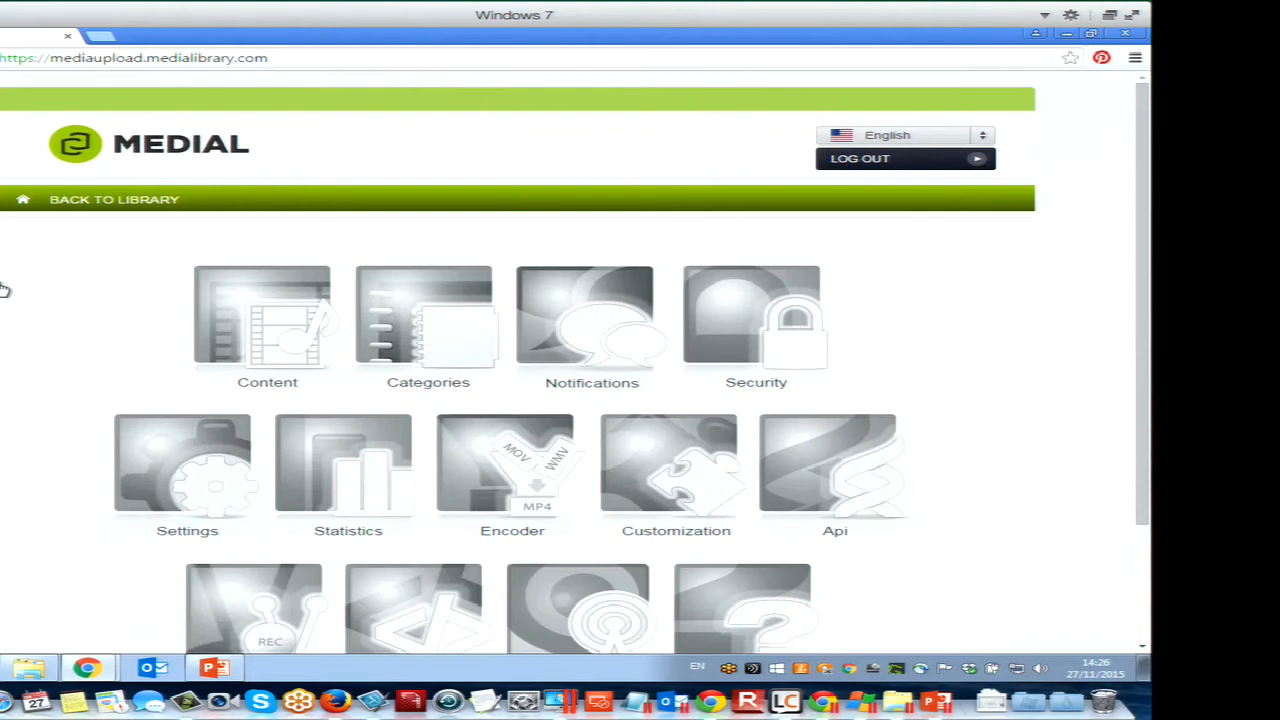 Windows 7
https://mediaupload.medialibrary.com
MEDIAL
English
LOG OUT
BACK TO LIBRARY
Content
Categories
Notifications
Security
MOV
WMV
MP4
Settings
Statistics
Encoder
Customization
Api
REC
EN
14:26
27/11/2015
27